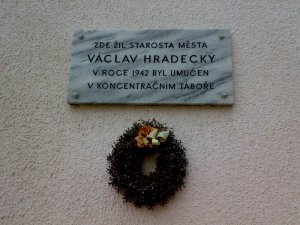 ZDE ŽIL STAROSTA MĚSTA
VÁCLAV HRADECKÝ
V ROCE 1942 BYL UMUČEN
V KONCENTRAČNÍM TÁBOŘE